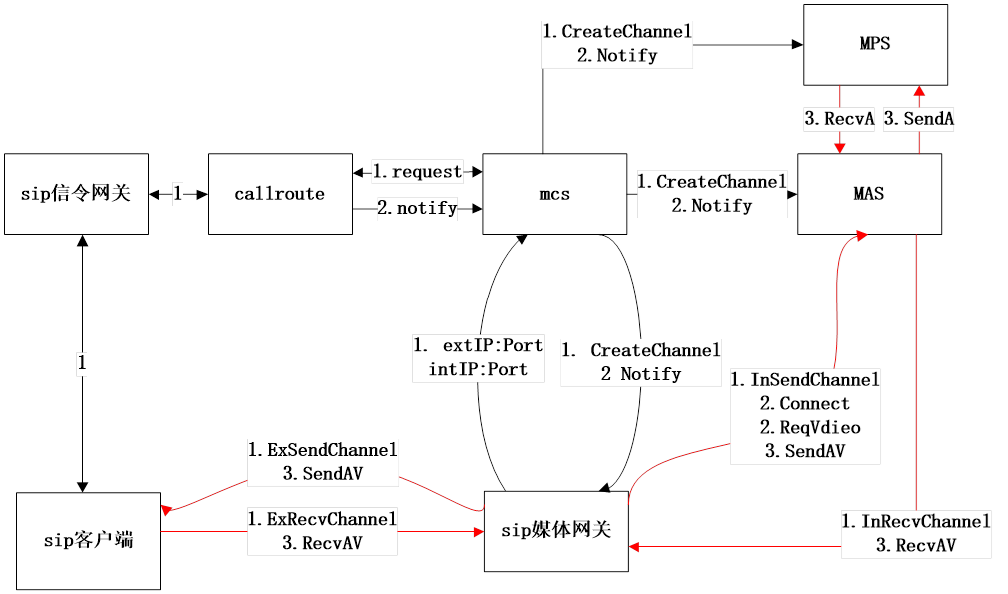 1.CreateChannel
2.Notify
MPS
3.RecvA
3.SendA
sip信令网关
1
callroute
1.request
2.notify
mcs
1.CreateChannel
2.Notify
MAS
1
1. extIP:Port
intIP:Port
1. CreateChannel
2 Notify
1.InSendChannel
2.Connect
2.ReqVdieo
3.SendAV
1.ExSendChannel
3.SendAV
sip客户端
1.ExRecvChannel
3.RecvAV
sip媒体网关
1.InRecvChannel
3.RecvAV